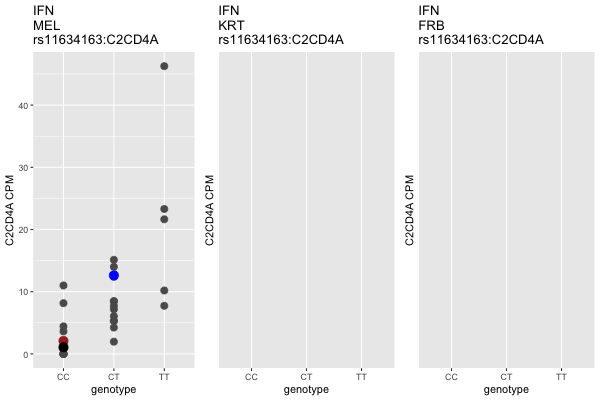 IFN
MEL
rs11634163:C2CD4A
IFN
KRT
rs11634163:C2CD4A
IFN
FRB
rs11634163:C2CD4A
C2CD4A CPM
40
30
20
10
0
CC CT TT
genotype
C2CD4A CPM
CC CT TT
genotype
C2CD4A CPM
CC CT TT
genotype